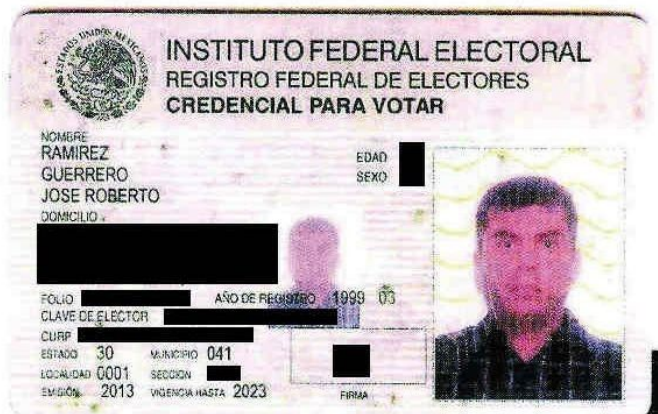 ESTADOS UNIDOS MEXICANOS
INSTITUTO FEDERAL ELECTORAL
REGISTRO FEDERAL DE ELECTORES
CREDENCIAL PARA VOTAR
NOMBRE
RAMIREZ
GUERRERO
JOSE ROBERTO
EDAD
SEXO
DOMICILIO
FOLIO AÑO DE REGISTRO 1999 03
CLAVE DE ELECTOR
CURP
ESTADO 30 MUNICIPIO 041
LOCALIDAD 0001 SECCION
EMISIÓN 2013 VIGENCIA HASTA 2023
FIRMA